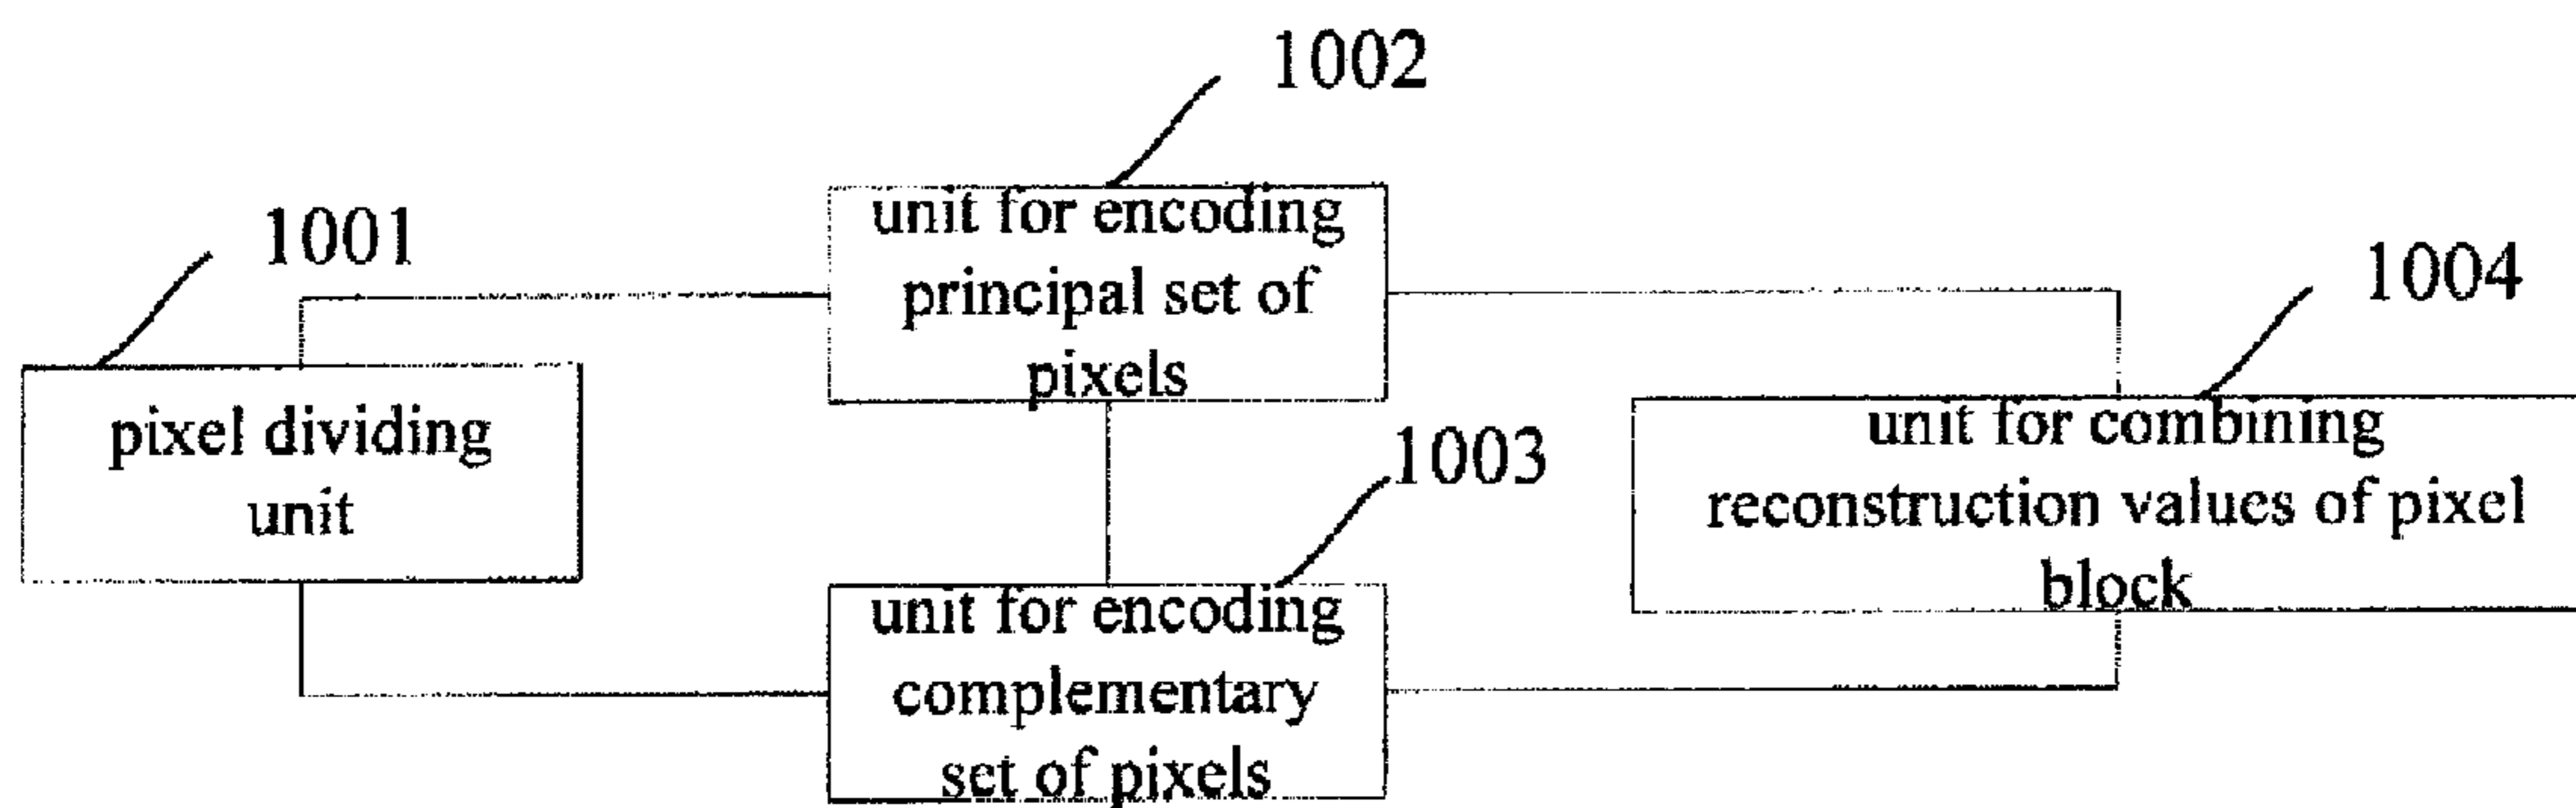 1002
unit for encoding
principal set of
pixels
1001
pixel dividing
unit
1004
unit for combining
reconstruction values of pixel
block
1003
unit for encoding
complementary
set of pixels